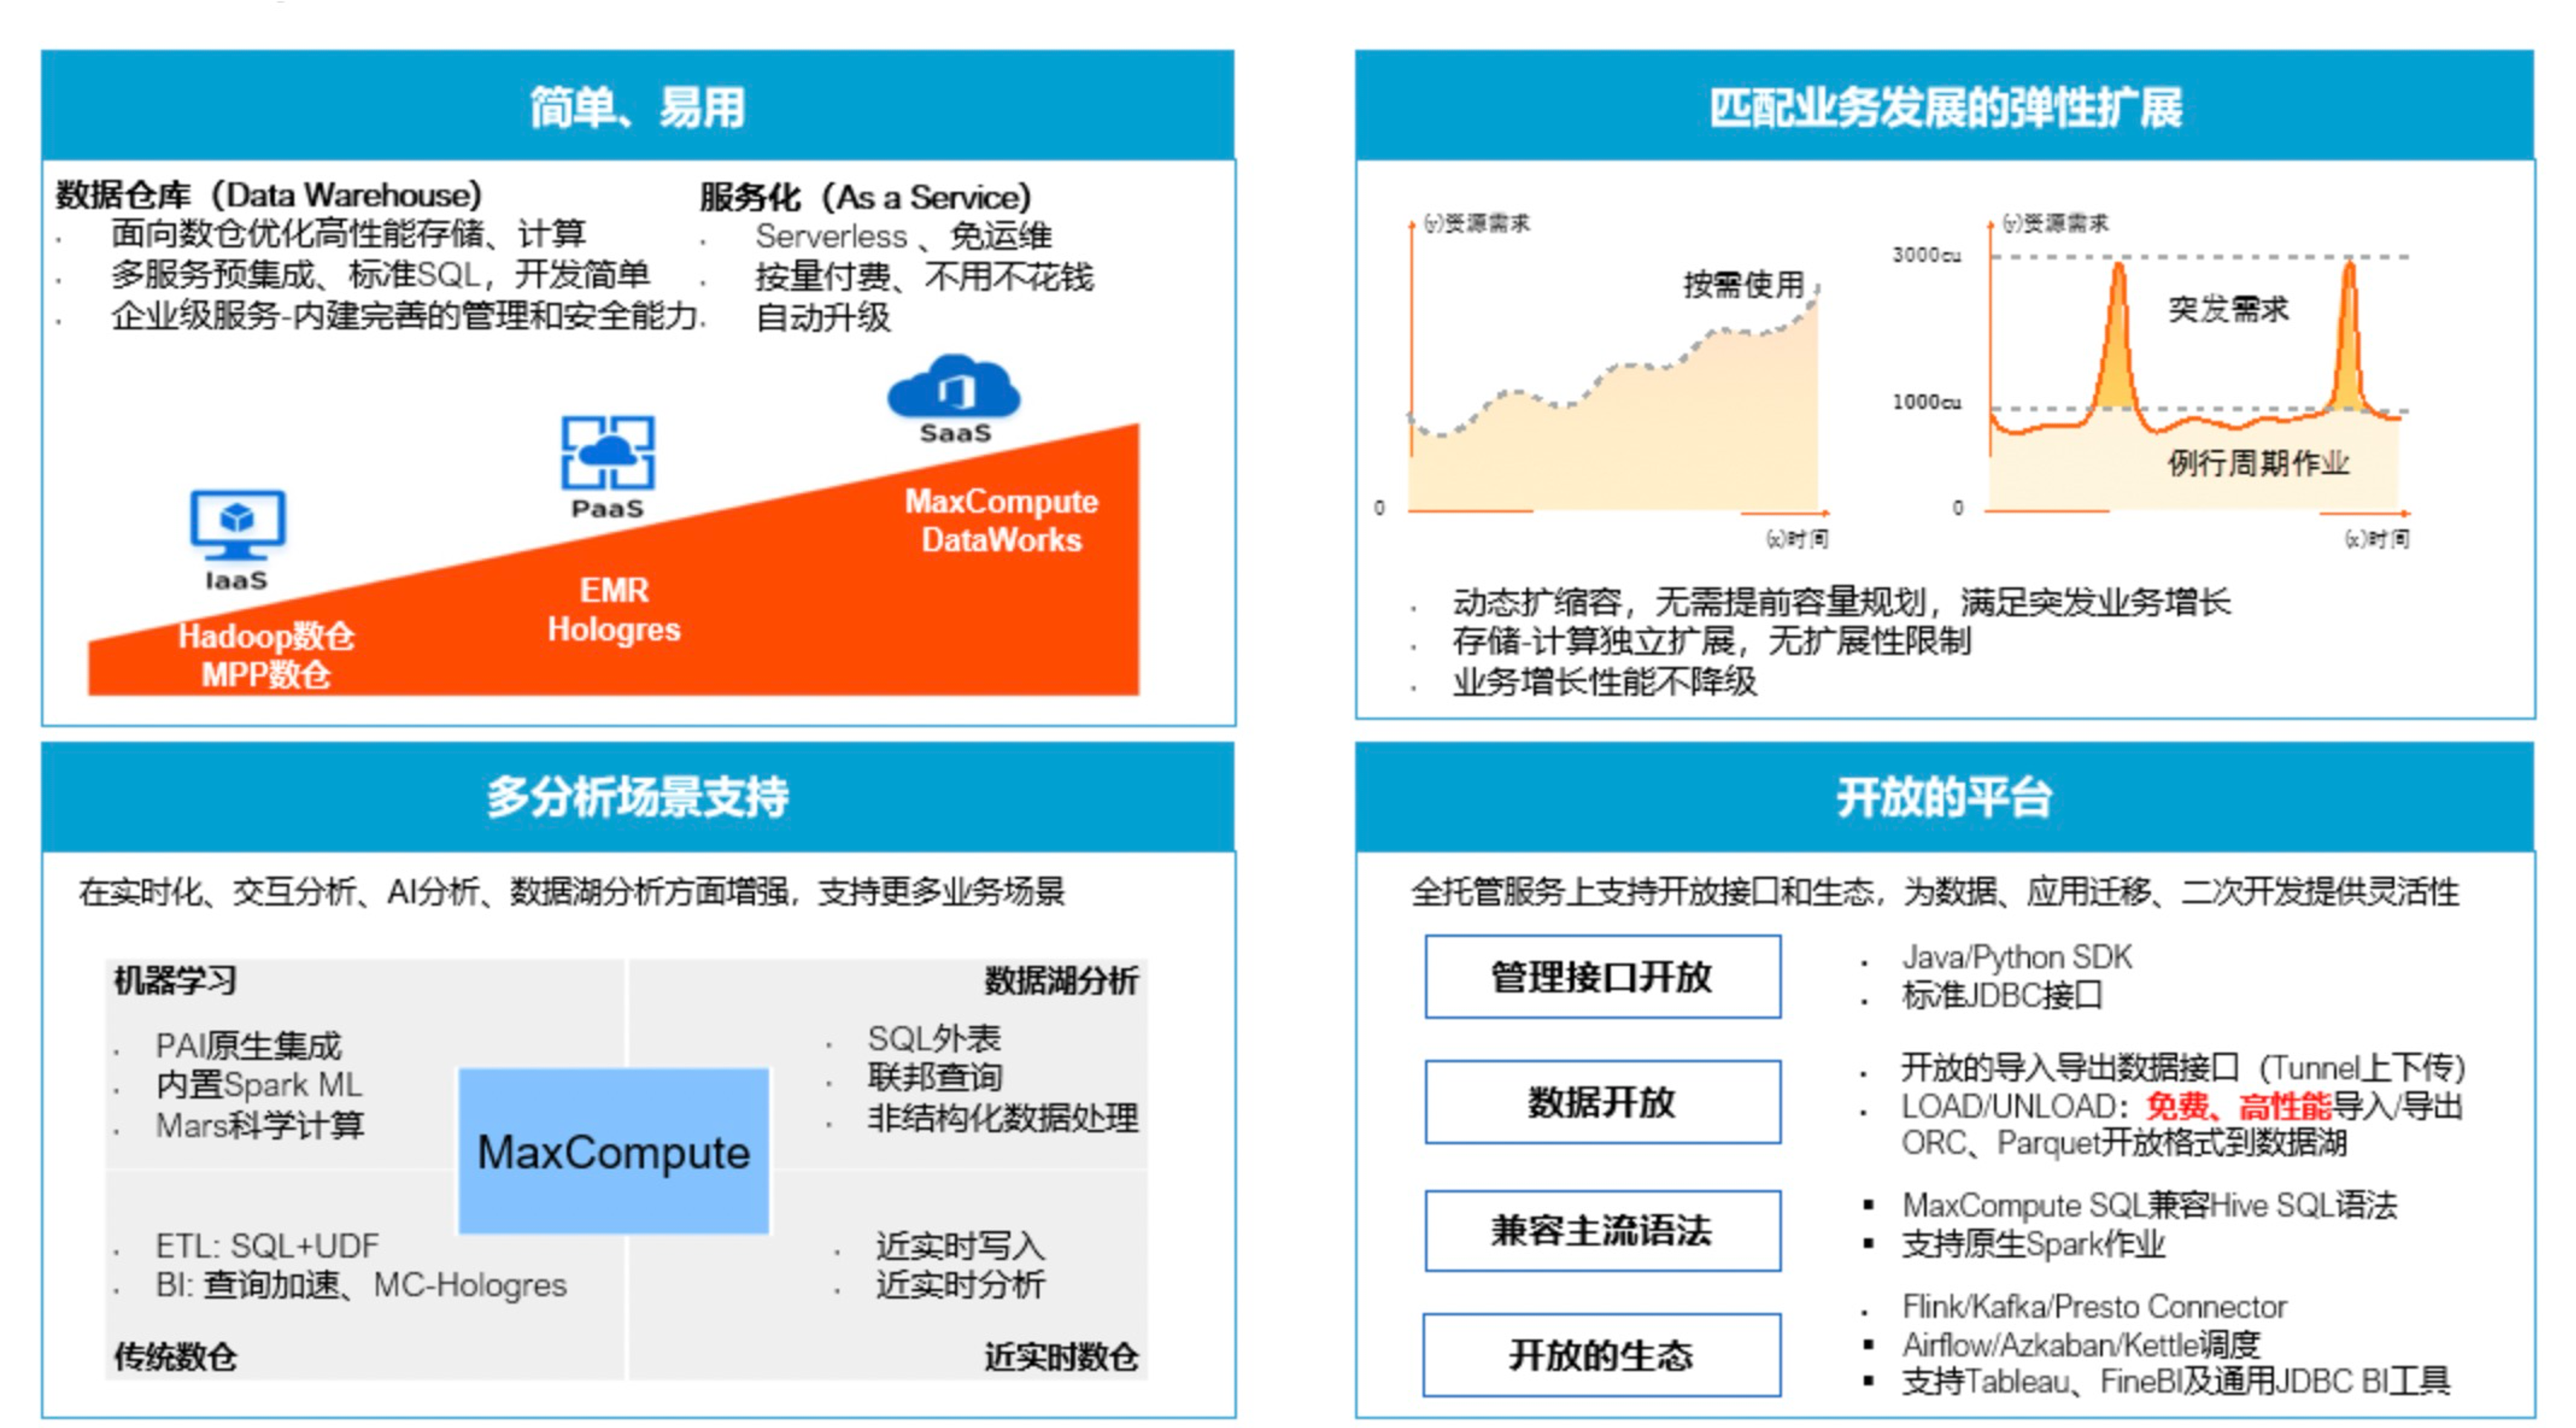 简单、易用
数据仓库（Data Warehouse）
· 面向数仓优化高性能存储、计算
· 多服务预集成、标准SQL，开发简单
· 企业级服务-内建完善的管理和安全能力
服务化（As a Service）
· Serverless 、免运维
· 按量付费、不用不花钱
· 自动升级
IaaS
PaaS
SaaS
Hadoop数仓
MPP数仓
EMR
Hologres
MaxCompute
DataWorks
匹配业务发展的弹性扩展
(y)资源需求
按需使用
0
(x)时间
(y)资源需求
3000cu
突发需求
1000cu
例行周期作业
0
(x)时间
· 动态扩缩容，无需提前容量规划，满足突发业务增长
· 存储-计算独立扩展，无扩展性限制
· 业务增长性能不降级
多分析场景支持
在实时化、交互分析、AI分析、数据湖分析方面增强，支持更多业务场景
机器学习
· PAI原生集成
· 内置Spark ML
· Mars科学计算
数据湖分析
· SQL外表
· 联邦查询
· 非结构化数据处理
MaxCompute
· ETL: SQL+UDF
· BI: 查询加速、MC-Hologres
传统数仓
· 近实时写入
· 近实时分析
近实时数仓
开放的平台
全托管服务上支持开放接口和生态，为数据、应用迁移、二次开发提供灵活性
管理接口开放
· Java/Python SDK
· 标准JDBC接口
数据开放
· 开放的导入导出数据接口（Tunnel上下传）
· LOAD/UNLOAD：免费、高性能导入/导出
ORC、Parquet开放格式到数据湖
兼容主流语法
▪ MaxCompute SQL兼容Hive SQL语法
▪ 支持原生Spark作业
开放的生态
· Flink/Kafka/Presto Connector
▪ Airflow/Azkaban/Kettle调度
▪ 支持Tableau、FineBI及通用JDBC BI工具